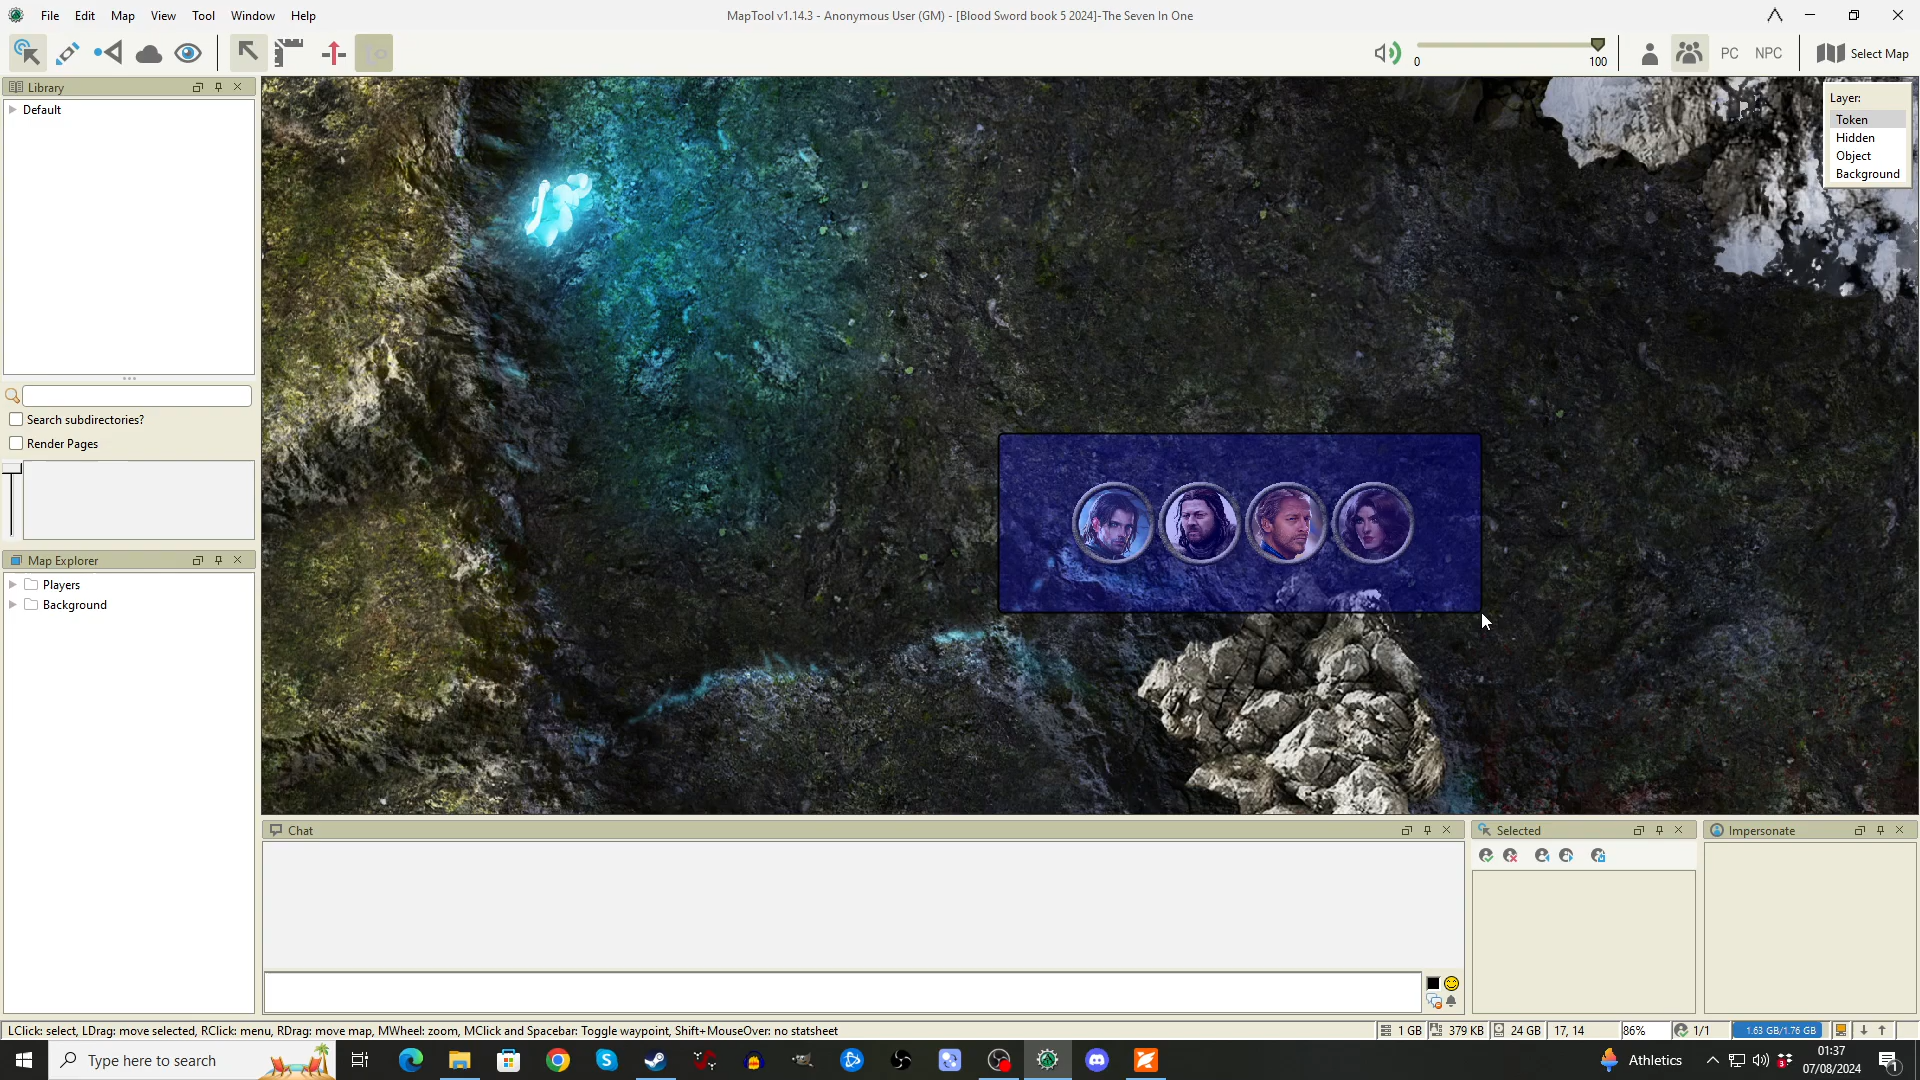 File Edit Map View Tool Window Help
MapTool v1.14.3 - Anonymous User (GM) - [Blood Sword book 5 2024]-The Seven In One
0 100
PC NPC Select Map
Library
Default
Layer:
Token
Hidden
Object
Background
Search subdirectories?
Render Pages
Map Explorer
Players
Background
Chat
Selected
Impersonate
LClick: select, LDrag: move selected, RClick: menu, RDrag: move map, MWheel: zoom, MClick and Spacebar: Toggle waypoint, Shift+MouseOver: no statsheet
1 GB 379 KB 24 GB 17, 14 86% 1/1 1.63 GB/1.76 GB
Type here to search
Athletics
01:37
07/08/2024
1